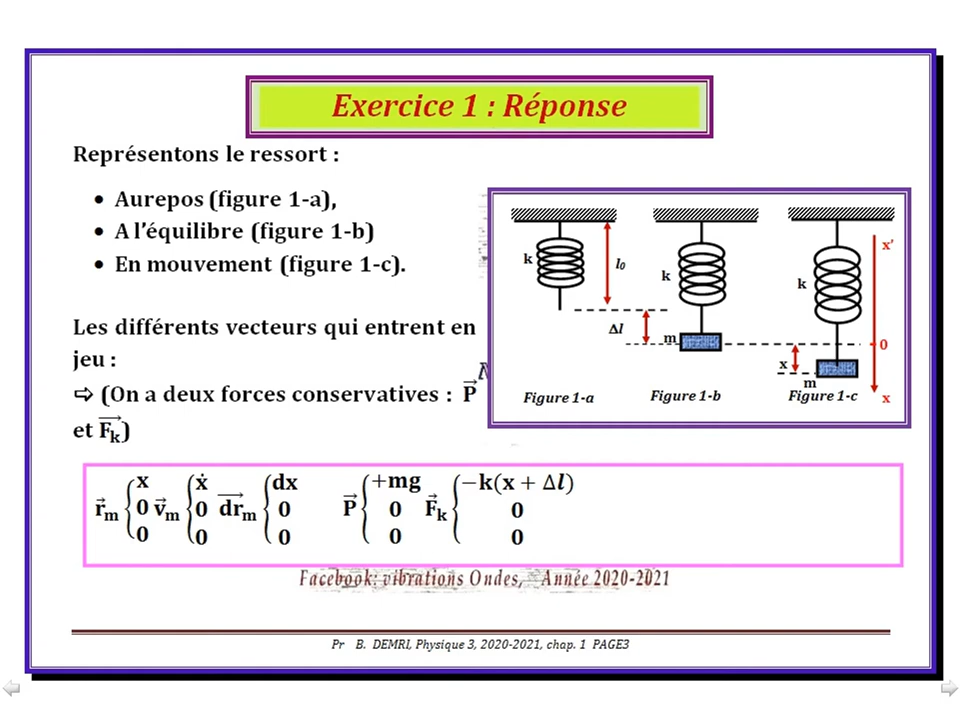 Exercice 1 : Réponse
Représentons le ressort :
• Aurepos (figure 1-a),
• A l'équilibre (figure 1-b)
• En mouvement (figure 1-c).
Les différents vecteurs qui entrent en
jeu :
⇨ (On a deux forces conservatives : P⃗
et F⃗k)
k
l₀
Δl
Figure 1-a
k
m
Figure 1-b
k
x'
0
x
m
x
Figure 1-c
r⃗m { x 0 0 v⃗m { ẋ 0 0 dr⃗m { dx 0 0 P⃗ { +mg 0 0 F⃗k { −k(x + Δl) 0 0
Facebook: vibrations Ondes, Année 2020-2021
Pr B. DEMRI, Physique 3, 2020-2021, chap. 1 PAGE3